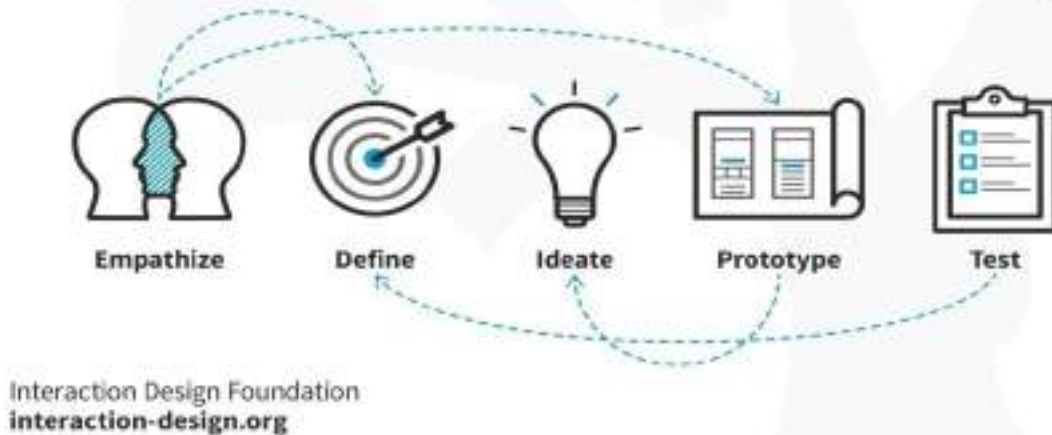 Empathize
Define
Ideate
Prototype
Test
Interaction Design Foundation
interaction-design.org